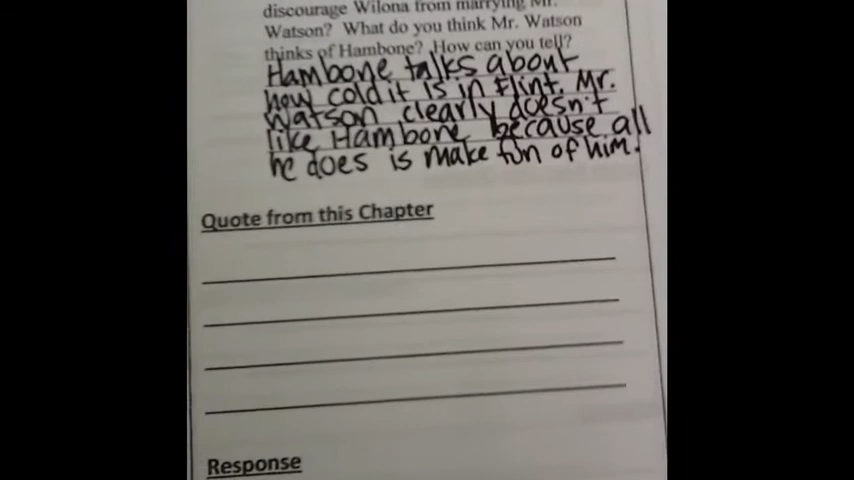 discourage Wilona from marrying Mr.
Watson? What do you think Mr. Watson
thinks of Hambone? How can you tell?
Hambone talks about
how cold it is in Flint. Mr.
Watson clearly doesn't
like Hambone because all
he does is make fun of him.
Quote from this Chapter
Response